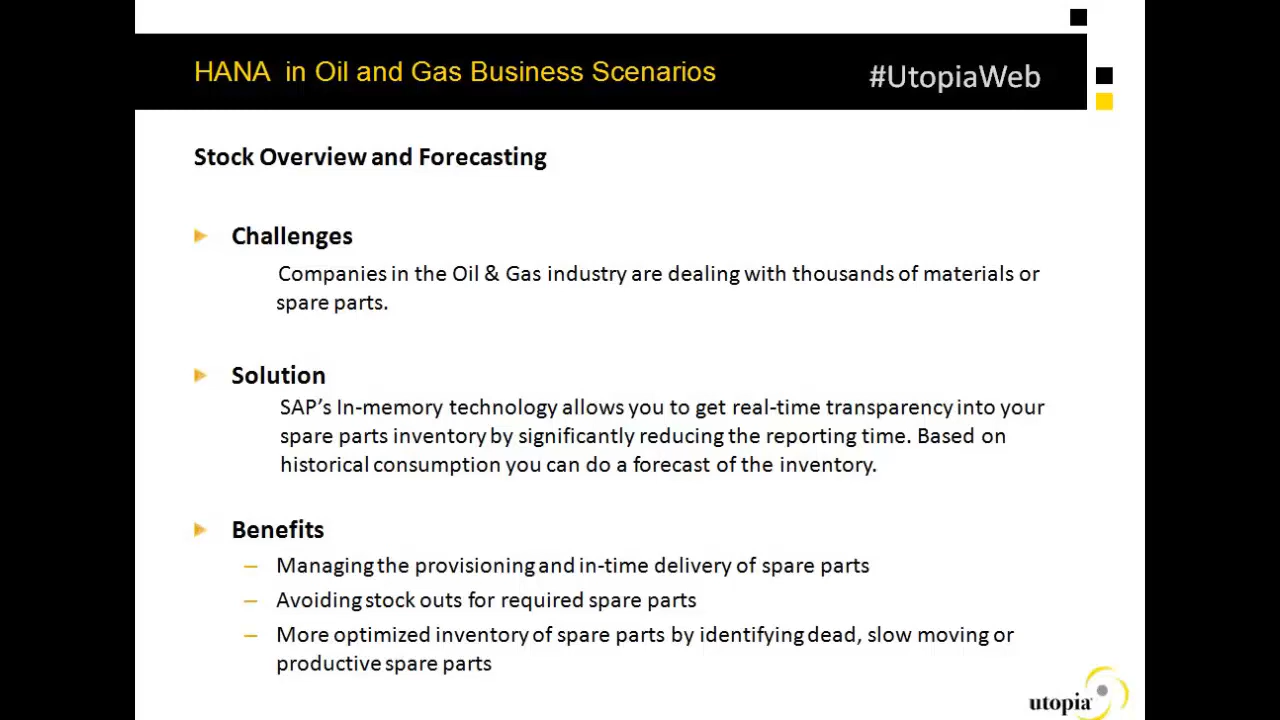 HANA in Oil and Gas Business Scenarios
#UtopiaWeb
Stock Overview and Forecasting
Challenges
Companies in the Oil & Gas industry are dealing with thousands of materials or
spare parts.
Solution
SAP’s In-memory technology allows you to get real-time transparency into your
spare parts inventory by significantly reducing the reporting time. Based on
historical consumption you can do a forecast of the inventory.
Benefits
– Managing the provisioning and in-time delivery of spare parts
– Avoiding stock outs for required spare parts
– More optimized inventory of spare parts by identifying dead, slow moving or
productive spare parts
utopia